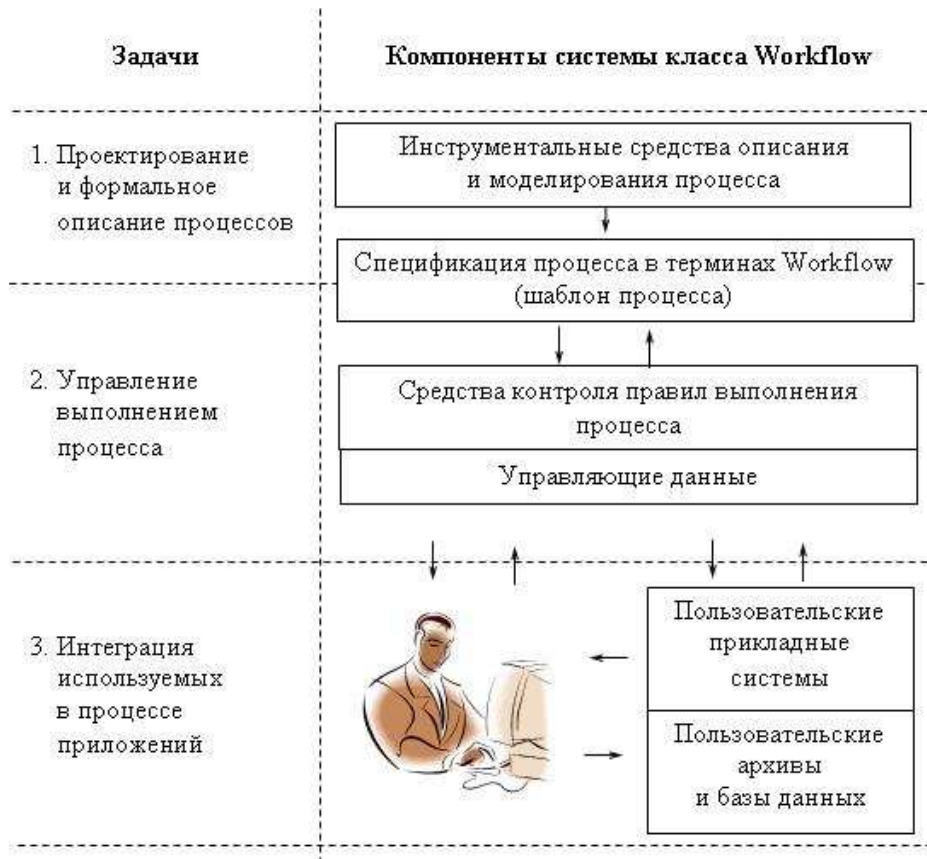 Задачи
Компоненты системы класса Workflow
1. Проектирование
и формальное
описание процессов
Инструментальные средства описания
и моделирования процесса
Спецификация процесса в терминах Workflow
(шаблон процесса)
2. Управление
выполнением
процесса
Средства контроля правил выполнения
процесса
Управляющие данные
3. Интеграция
используемых
в процессе
приложений
Пользовательские
прикладные
системы
Пользовательские
архивы
и базы данных